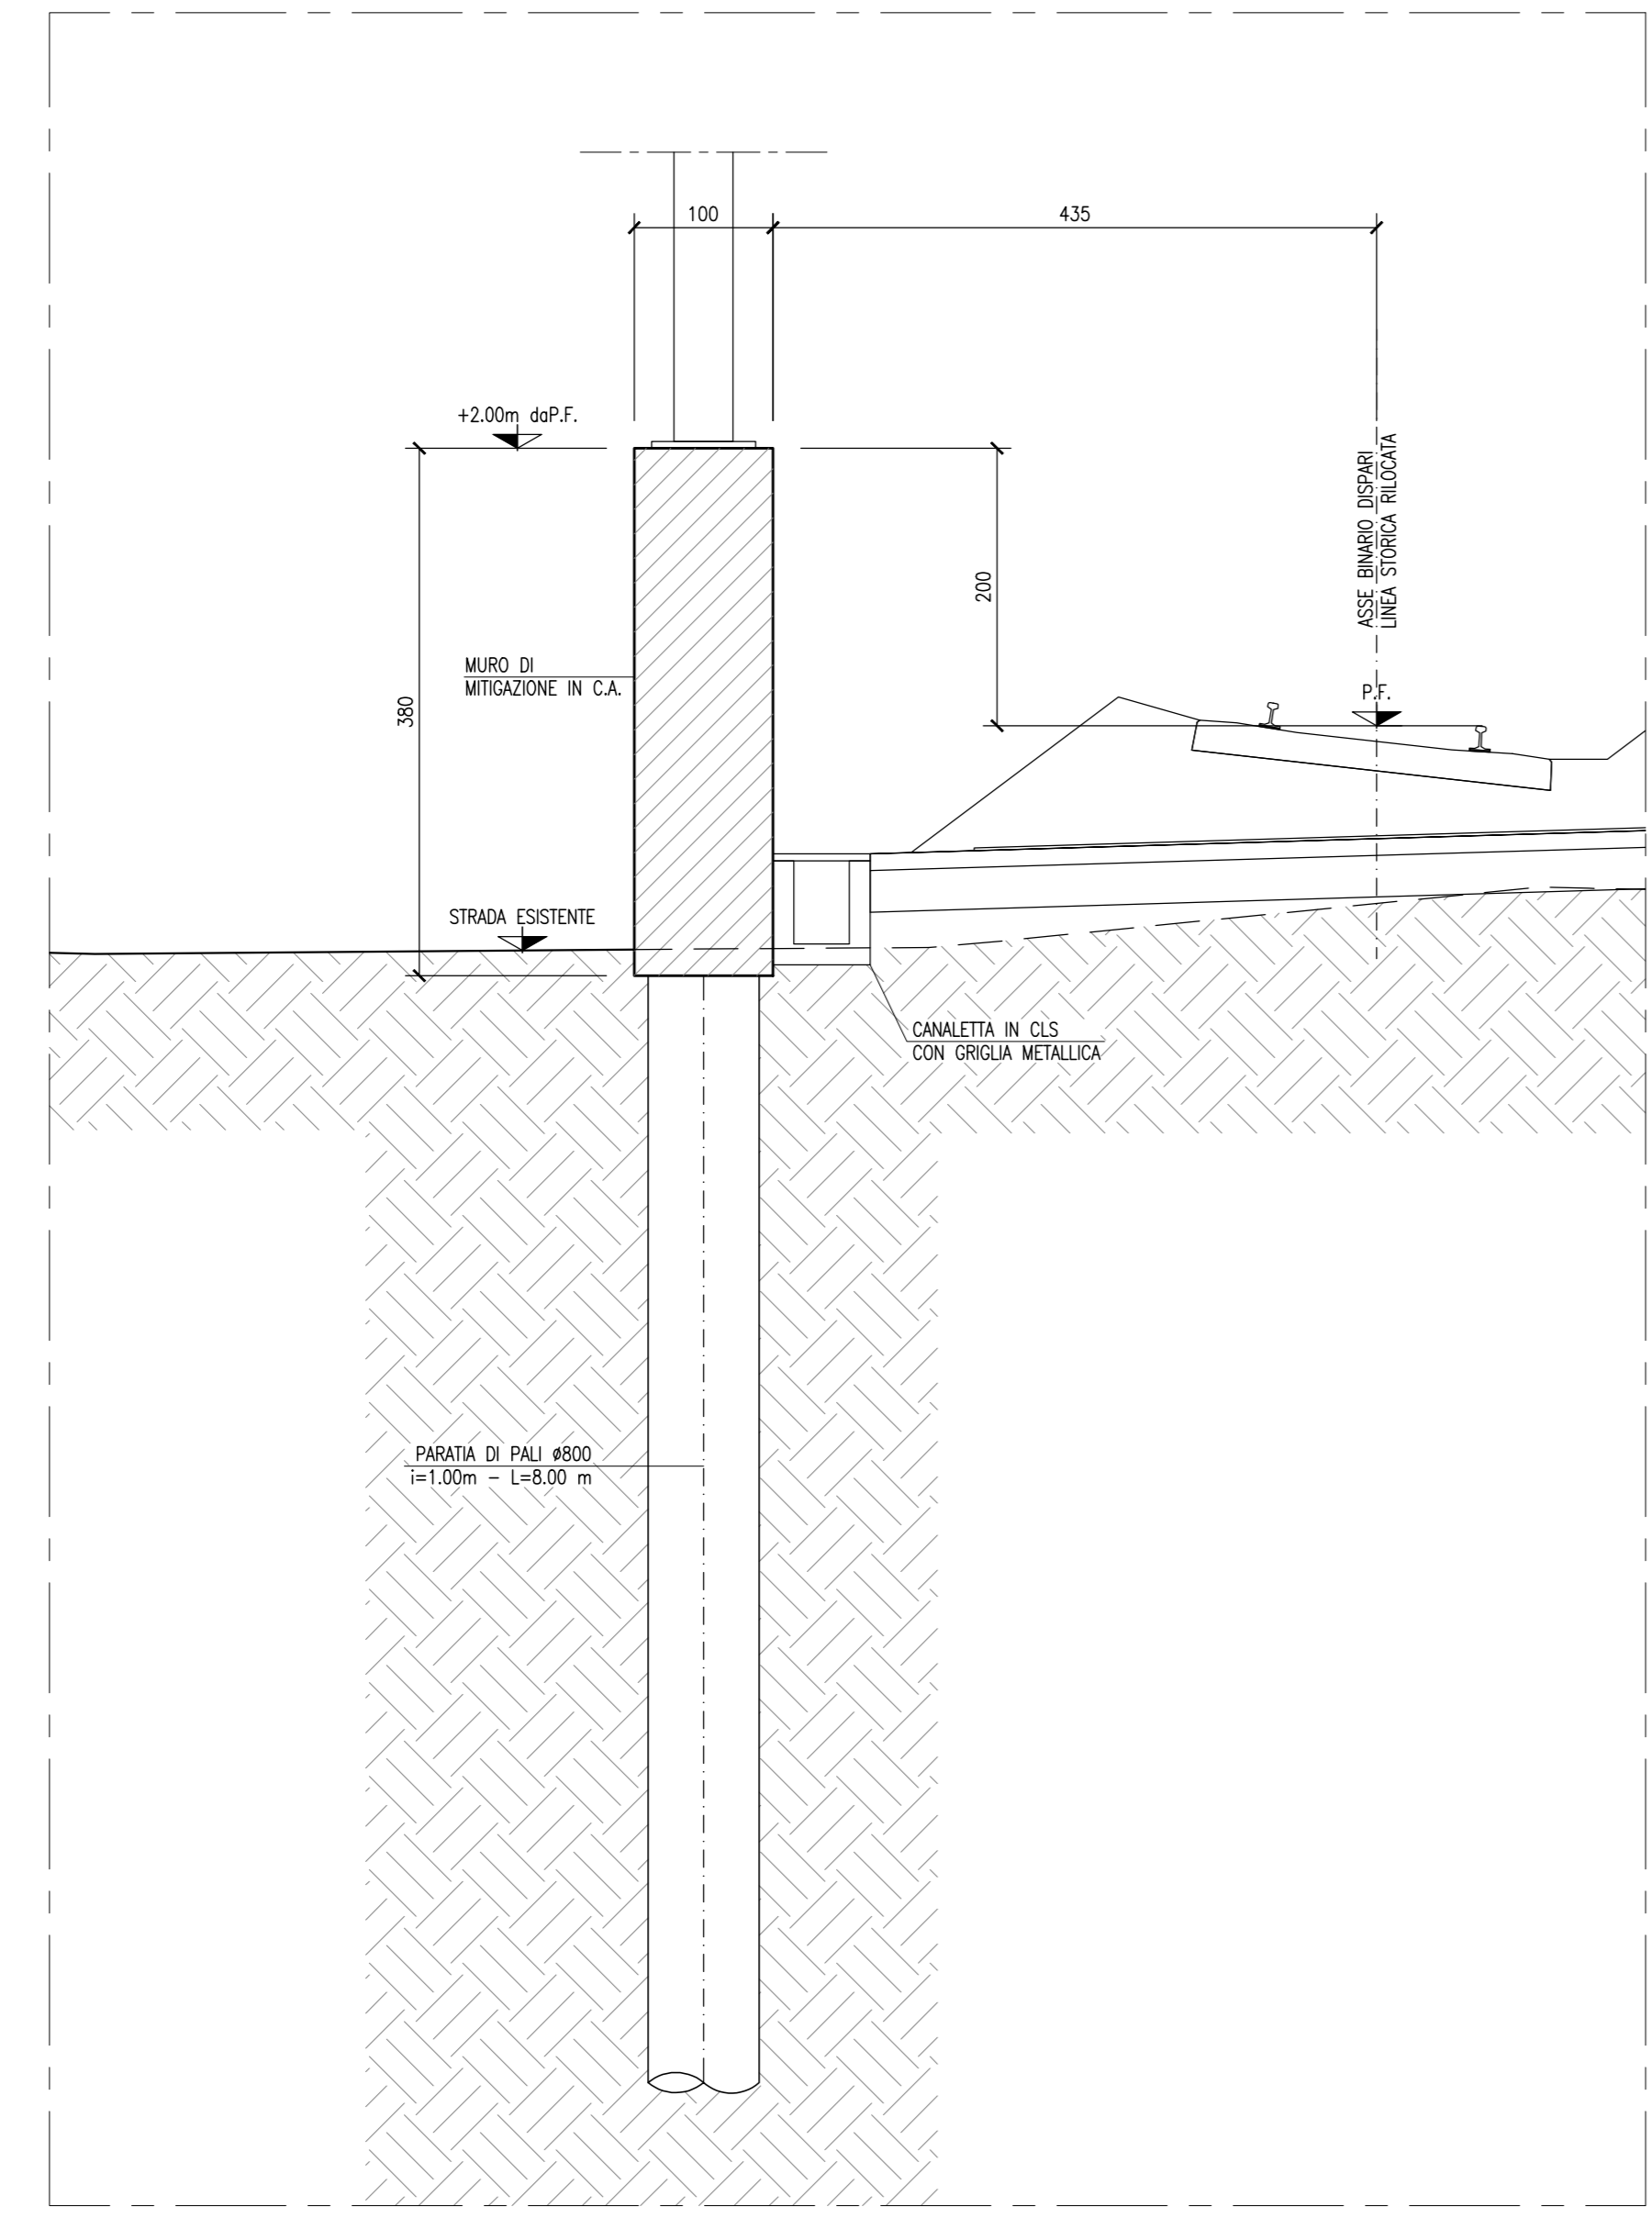 100
435
+2.00m daP.F.
ASSE BINARIO DISPARI
LINEA STORICA RILOCATA
200
MURO DI
MITIGAZIONE IN C.A.
P.F.
380
STRADA ESISTENTE
CANALETTA IN CLS
CON GRIGLIA METALLICA
PARATIA DI PALI ø800
i=1.00m – L=8.00 m